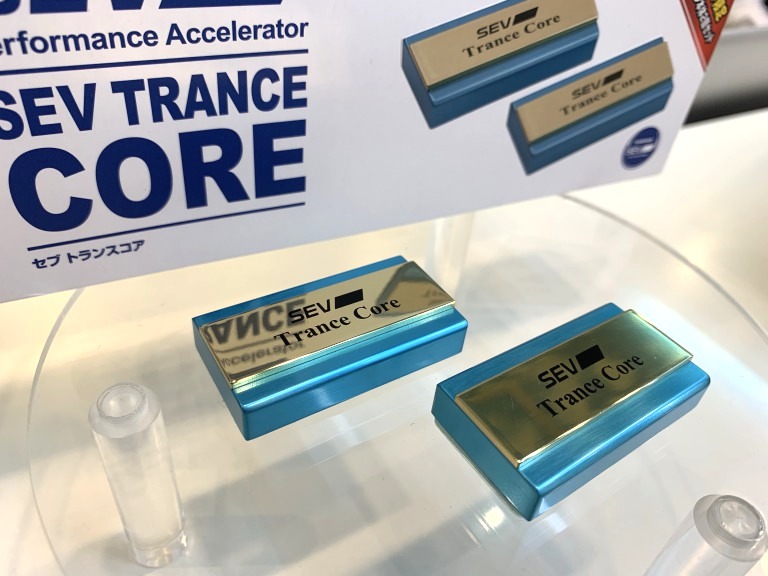 SEV
erformance Accelerator
SEV TRANCE
CORE
セブ トランスコア
SEV
Trance Core
SEV
Trance Core
SEV
Trance Core
SEV
Trance Core